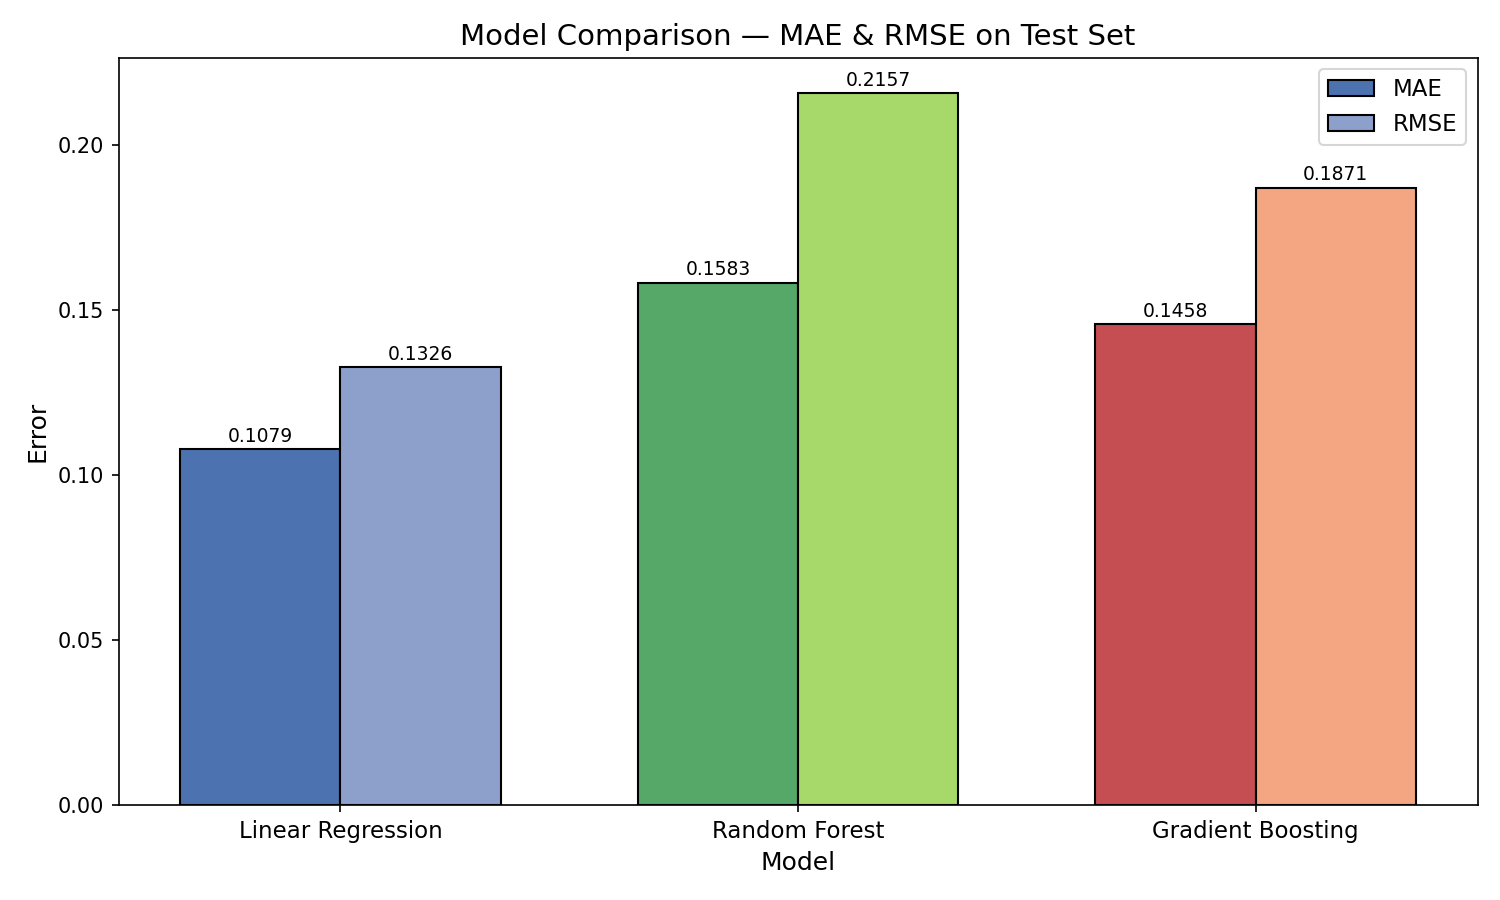 Model Comparison — MAE & RMSE on Test Set
MAE
RMSE
0.2157
0.1871
0.1583
0.1458
0.1326
0.1079
Error
0.20
0.15
0.10
0.05
0.00
Linear Regression
Random Forest
Gradient Boosting
Model